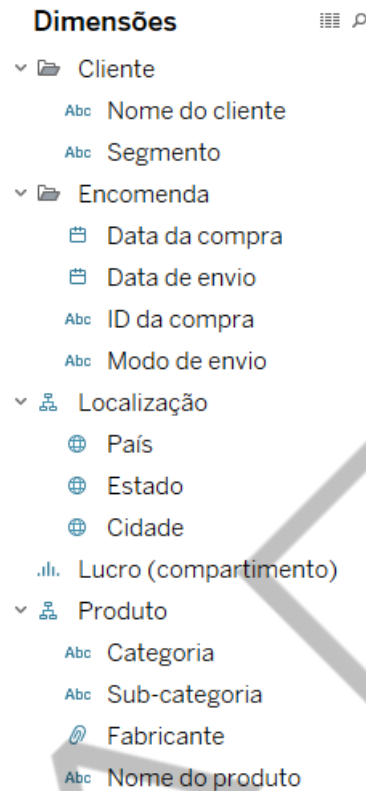 Dimensões
Cliente
Abc Nome do cliente
Abc Segmento
Encomenda
Data da compra
Data de envio
Abc ID da compra
Abc Modo de envio
Localização
País
Estado
Cidade
Lucro (compartimento)
Produto
Abc Categoria
Abc Sub-categoria
Fabricante
Abc Nome do produto